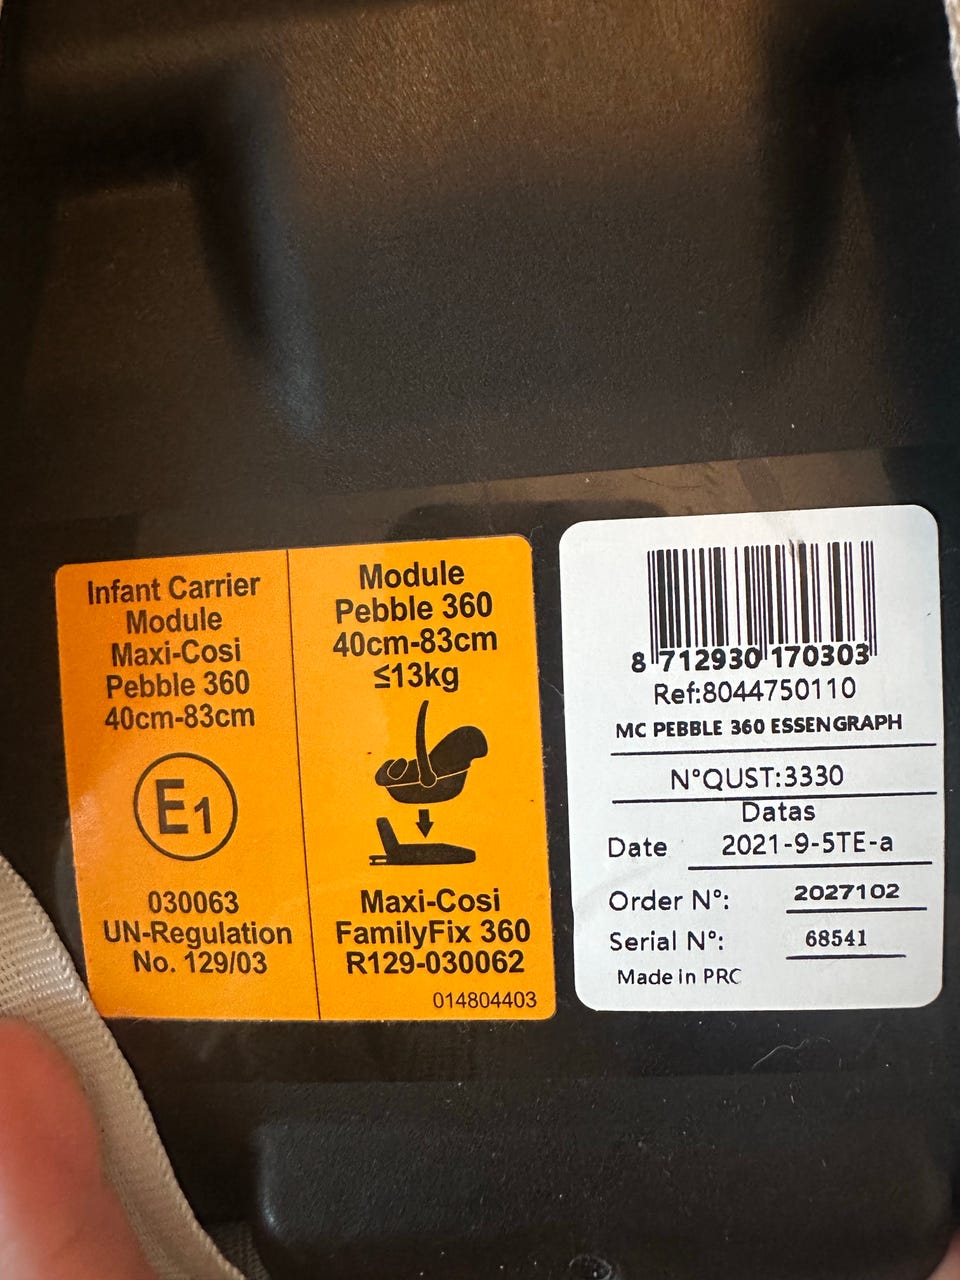 Infant Carrier
Module
Maxi-Cosi
Pebble 360
40cm-83cm
E1
030063
UN-Regulation
No. 129/03
Module
Pebble 360
40cm-83cm
≤13kg
Maxi-Cosi
FamilyFix 360
R129-030062
014804403
8 712930 170303
Ref:8044750110
MC PEBBLE 360 ESSENGRAPH
N°QUST:3330
Datas
Date 2021-9-5TE-a
Order N°: 2027102
Serial N°: 68541
Made in PRC